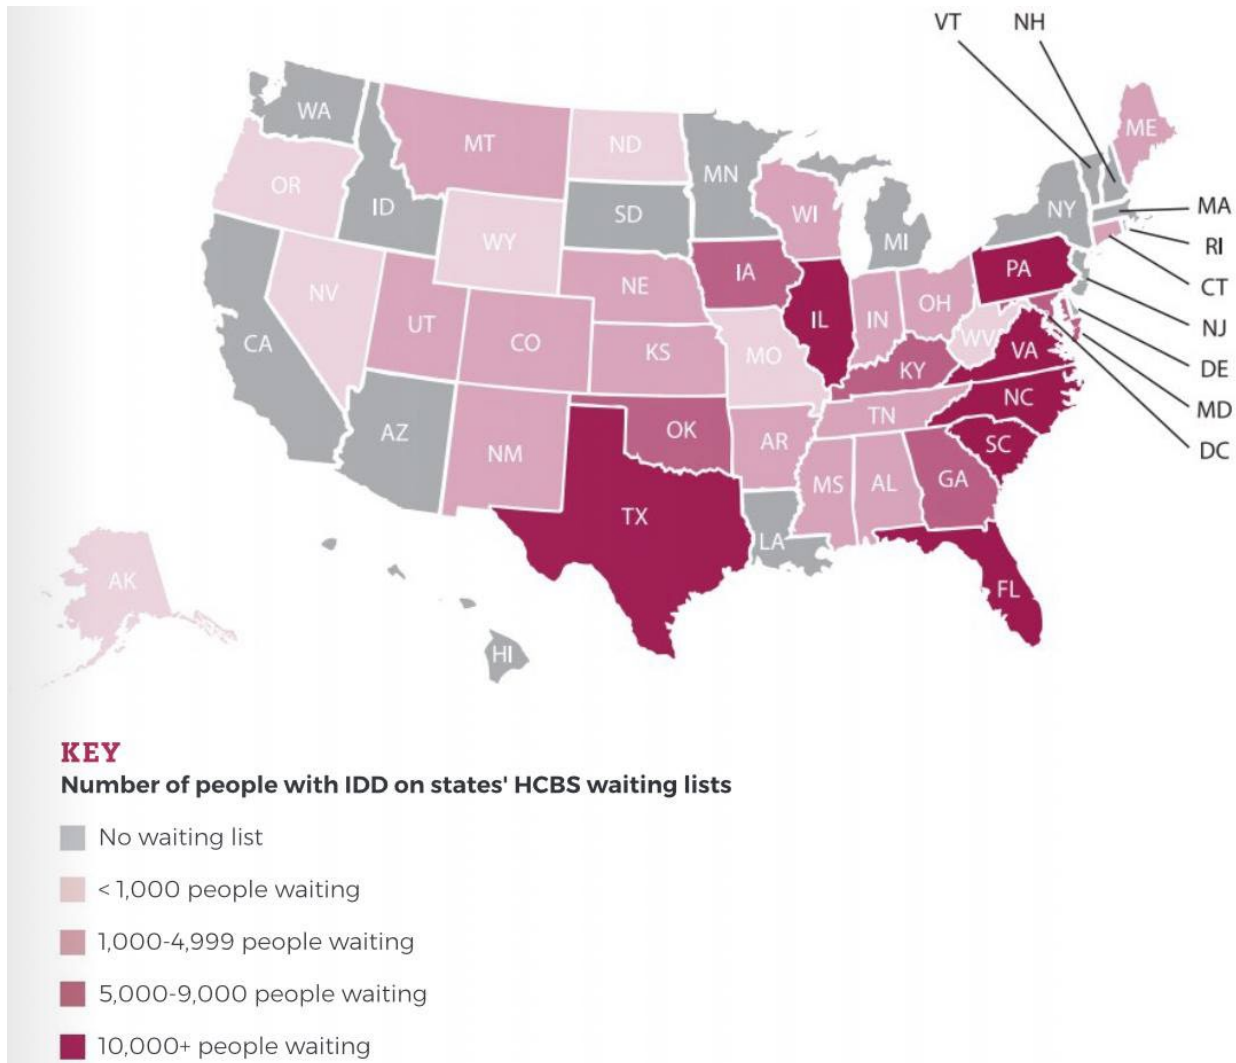 VT NH
WA
MT
ND
ME
OR
ID
MN
SD
WI
NY
MA
WY
MI
RI
IA
PA
CT
NV
NE
NJ
UT
CO
IL
IN
OH
CA
KS
MO
WV
VA
DE
KY
NC
MD
AZ
NM
OK
AR
TN
SC
DC
MS
AL
GA
TX
LA
AK
FL
HI
KEY
Number of people with IDD on states' HCBS waiting lists
No waiting list
< 1,000 people waiting
1,000-4,999 people waiting
5,000-9,000 people waiting
10,000+ people waiting